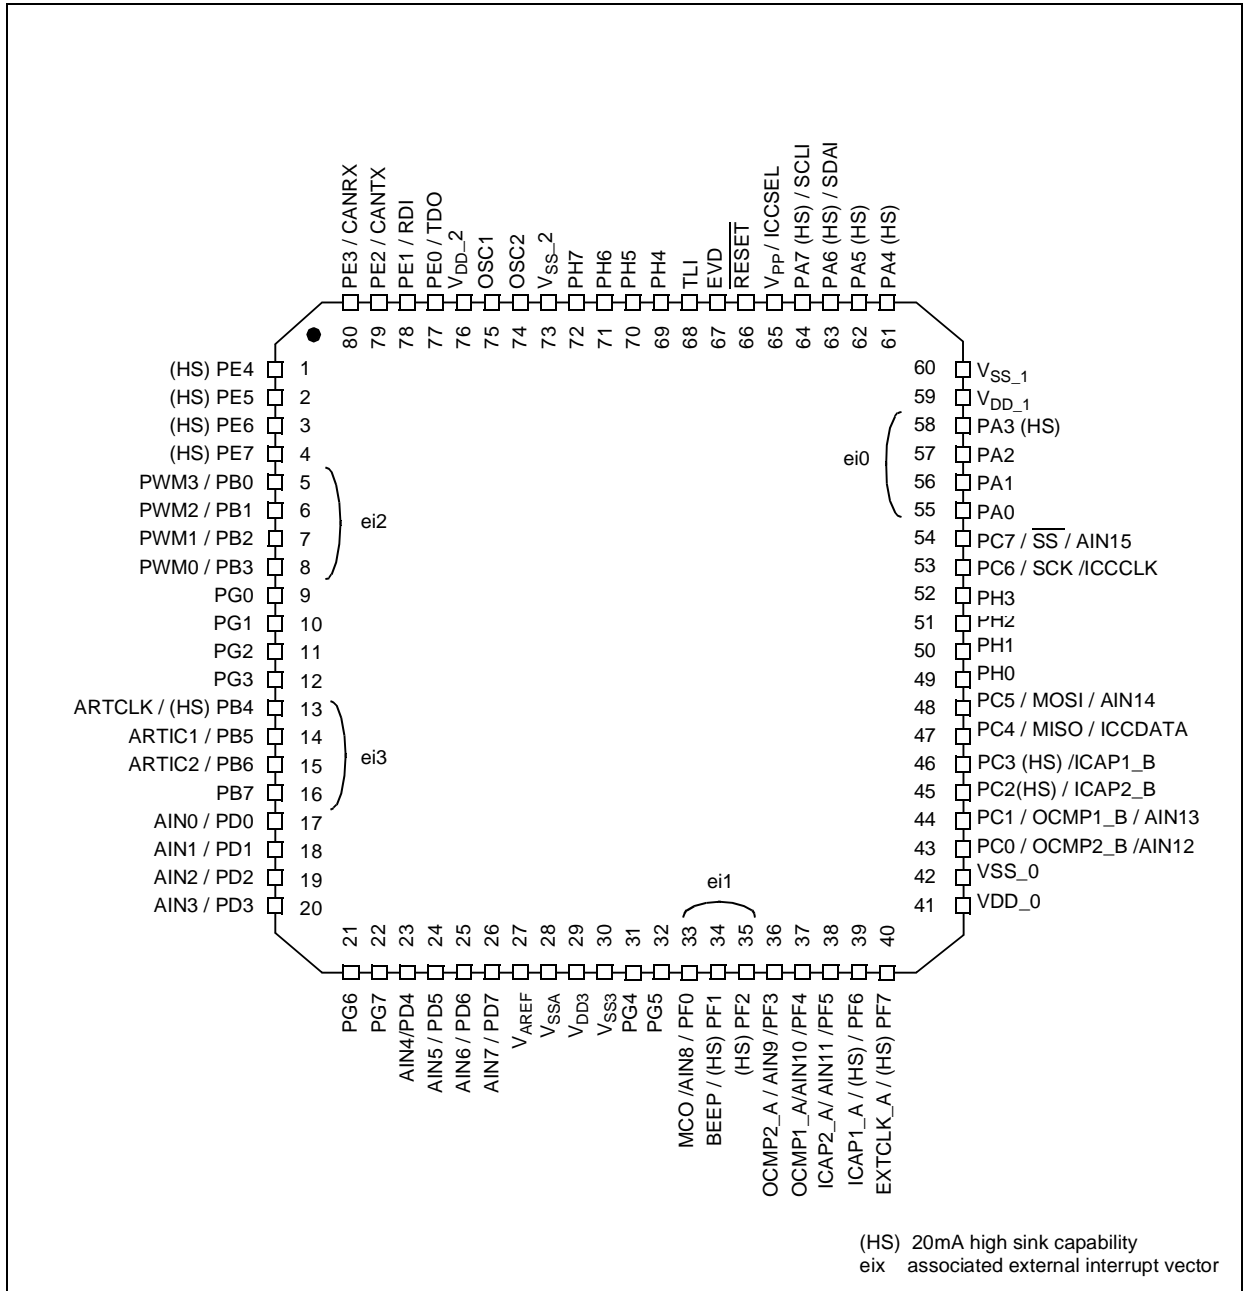 PE3 / CANRX
PE2 / CANTX
PE1 / RDI
PE0 / TDO
VDD_2
OSC1
OSC2
VSS_2
PH7
PH6
PH5
PH4
TLI
EVD
RESET
VPP / ICCSEL
PA7 (HS) / SCLI
PA6 (HS) / SDAI
PA5 (HS)
PA4 (HS)
80 79 78 77 76 75 74 73 72 71 70 69 68 67 66 65 64 63 62 61
(HS) PE4 1
(HS) PE5 2
(HS) PE6 3
(HS) PE7 4
PWM3 / PB0 5
PWM2 / PB1 6
PWM1 / PB2 7
PWM0 / PB3 8
ei2
PG0 9
PG1 10
PG2 11
PG3 12
ARTCLK / (HS) PB4 13
ARTIC1 / PB5 14
ARTIC2 / PB6 15
PB7 16
ei3
AIN0 / PD0 17
AIN1 / PD1 18
AIN2 / PD2 19
AIN3 / PD3 20
60 VSS_1
59 VDD_1
58 PA3 (HS)
57 PA2
56 PA1
55 PA0
ei0
54 PC7 / SS / AIN15
53 PC6 / SCK /ICCCLK
52 PH3
51 PH2
50 PH1
49 PH0
48 PC5 / MOSI / AIN14
47 PC4 / MISO / ICCDATA
46 PC3 (HS) /ICAP1_B
45 PC2(HS) / ICAP2_B
44 PC1 / OCMP1_B / AIN13
43 PC0 / OCMP2_B /AIN12
42 VSS_0
41 VDD_0
ei1
21 22 23 24 25 26 27 28 29 30 31 32 33 34 35 36 37 38 39 40
PG6
PG7
AIN4/PD4
AIN5 / PD5
AIN6 / PD6
AIN7 / PD7
VAREF
VSSA
VDD3
VSS3
PG4
PG5
MCO /AIN8 / PF0
BEEP / (HS) PF1
(HS) PF2
OCMP2_A / AIN9 /PF3
OCMP1_A/AIN10 /PF4
ICAP2_A/ AIN11 /PF5
ICAP1_A / (HS) / PF6
EXTCLK_A / (HS) PF7
(HS) 20mA high sink capability
eix associated external interrupt vector